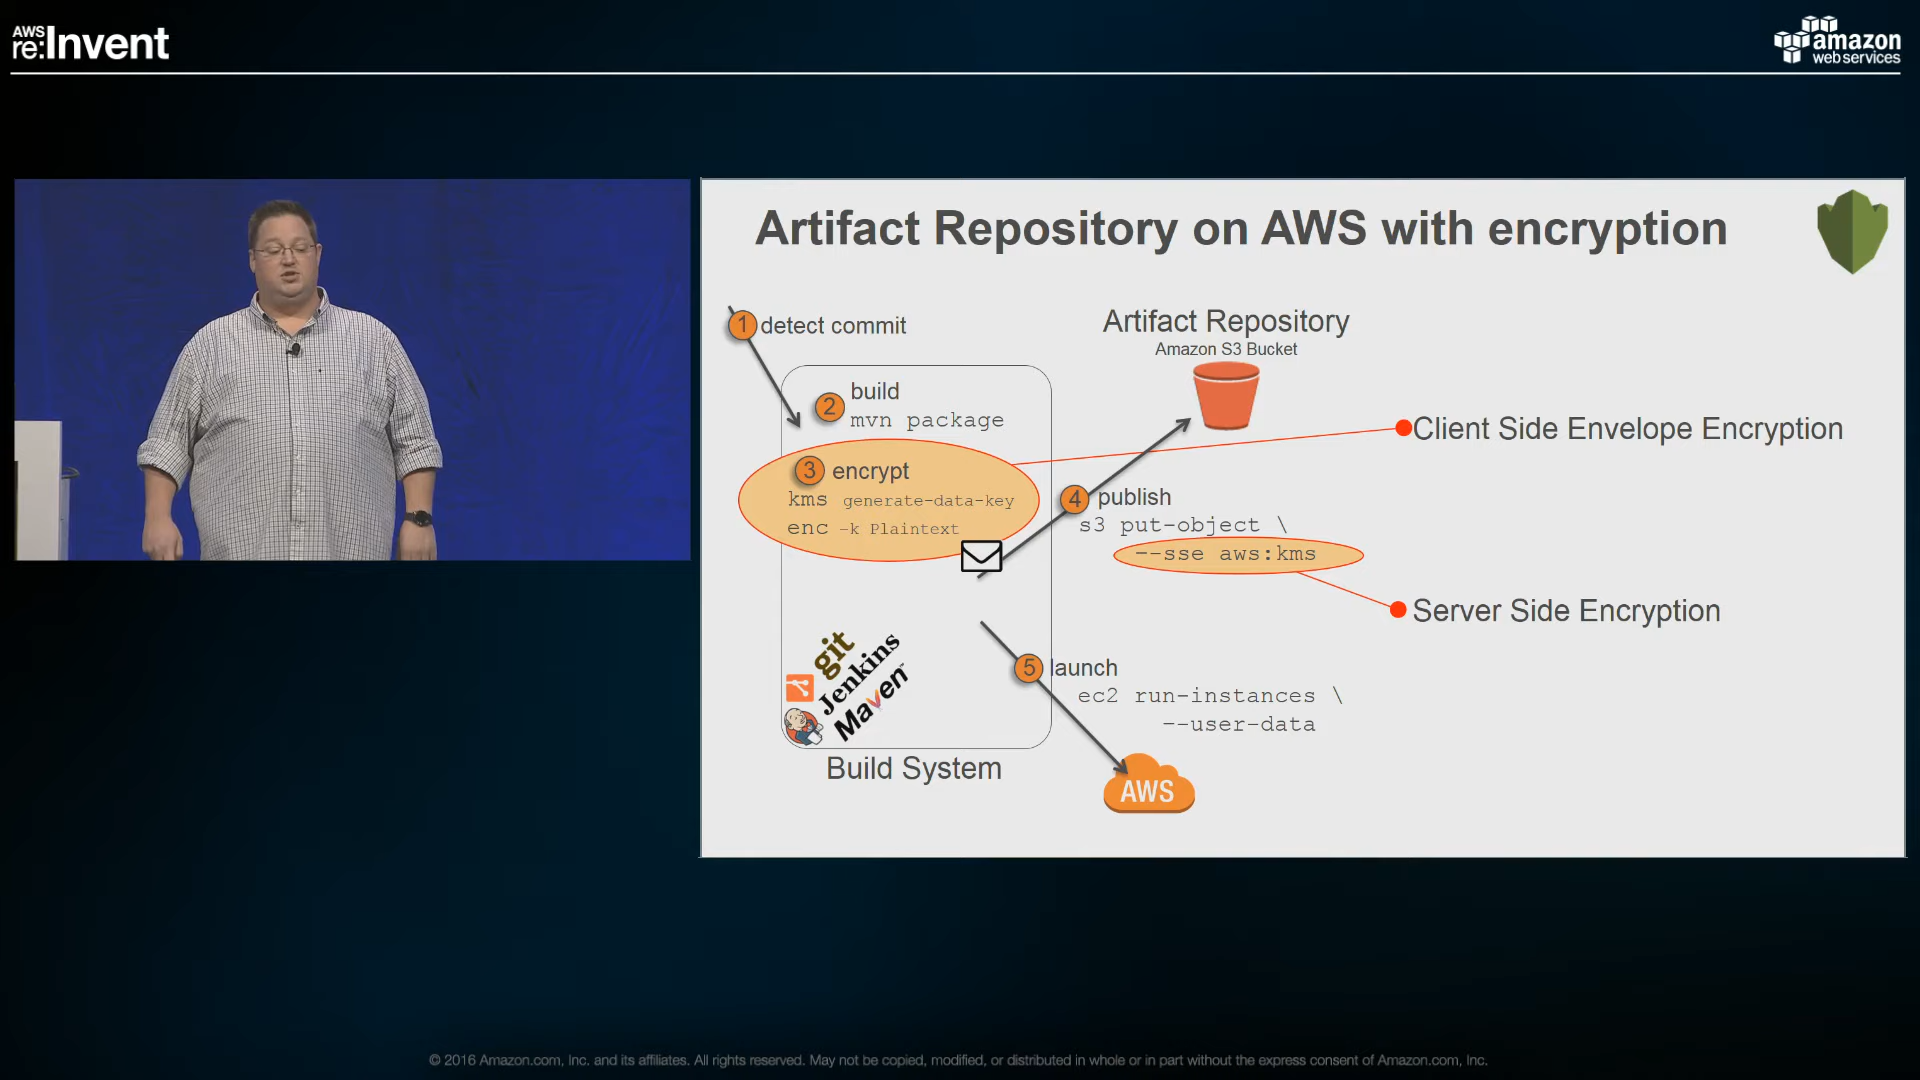 AWS
re:Invent
amazon
web services
Artifact Repository on AWS with encryption
1 detect commit
2 build
mvn package
3 encrypt
kms generate-data-key
enc -k Plaintext
Artifact Repository
Amazon S3 Bucket
Client Side Envelope Encryption
4 publish
s3 put-object \
--sse aws:kms
Server Side Encryption
git
Jenkins
Maven™
5 launch
ec2 run-instances \
--user-data
Build System
AWS
© 2016 Amazon.com, Inc. and its affiliates. All rights reserved. May not be copied, modified, or distributed in whole or in part without the express consent of Amazon.com, Inc.